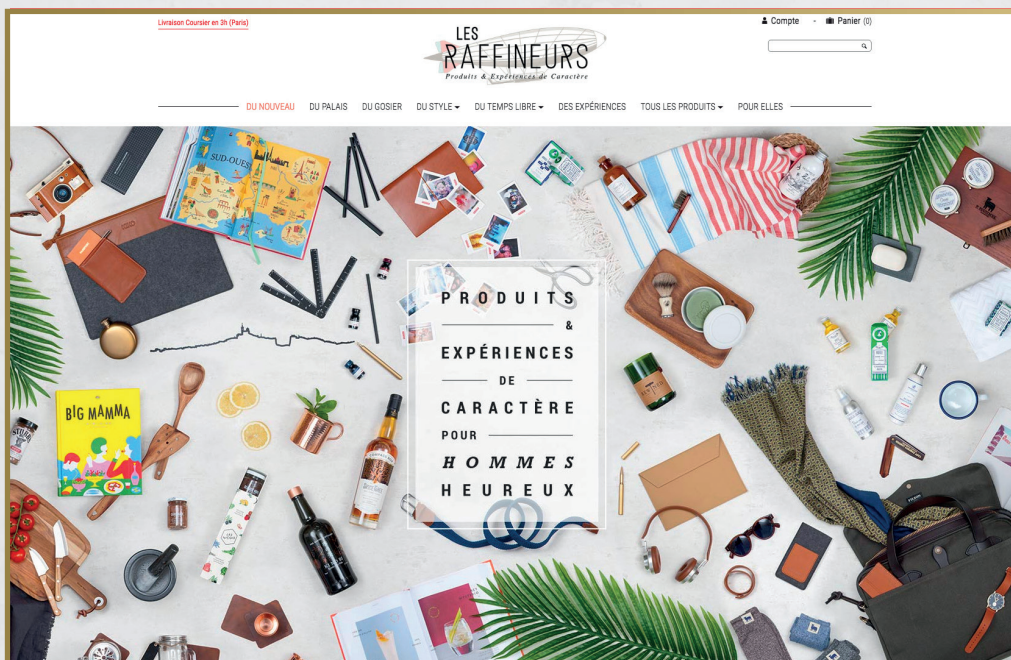 Livraison Coursier en 3h (Paris)
Compte - Panier (0)
LES
RAFFINEURS
Produits & Expériences de Caractère
DU NOUVEAU DU PALAIS DU GOSIER DU STYLE DU TEMPS LIBRE DES EXPÉRIENCES TOUS LES PRODUITS POUR ELLES
SUD-OUEST
PRODUITS
&
EXPÉRIENCES
DE
CARACTÈRE
POUR
HOMMES
HEUREUX
BIG MAMMA